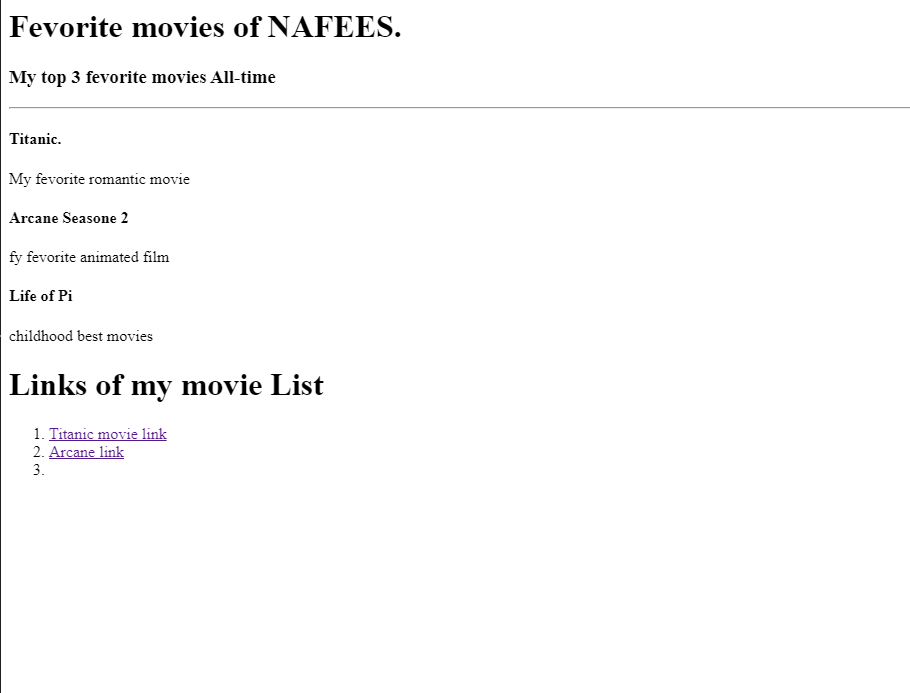 Fevorite movies of NAFEES.
My top 3 fevorite movies All-time
Titanic.
My fevorite romantic movie
Arcane Seasone 2
fy fevorite animated film
Life of Pi
childhood best movies
Links of my movie List
1. Titanic movie link
2. Arcane link
3.